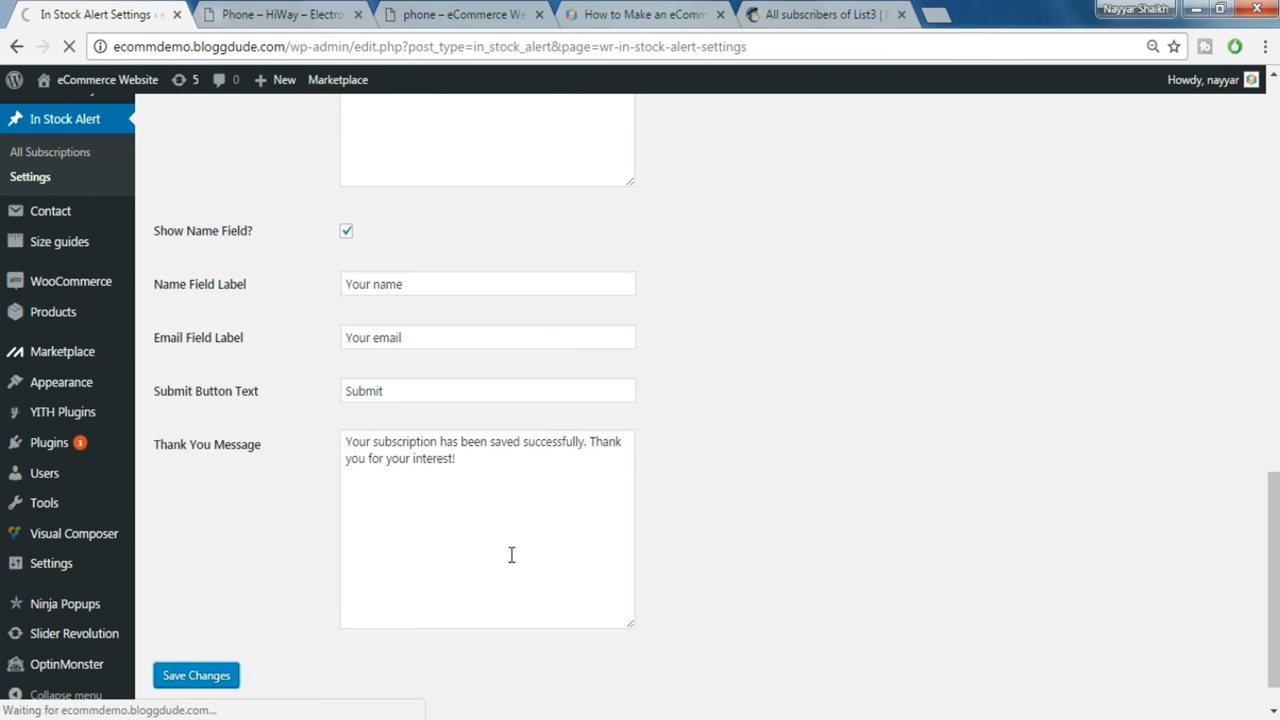 In Stock Alert Settings ‹ e
Phone – HiWay – Electro
phone – eCommerce We
How to Make an eComm
All subscribers of List3 |
Nayyar Shaikh
ecommdemo.bloggdude.com/wp-admin/edit.php?post_type=in_stock_alert&page=wr-in-stock-alert-settings
eCommerce Website
5
0
New
Marketplace
Howdy, nayyar
In Stock Alert
All Subscriptions
Settings
Contact
Size guides
WooCommerce
Products
Marketplace
Appearance
YITH Plugins
Plugins 3
Users
Tools
Visual Composer
Settings
Ninja Popups
Slider Revolution
OptinMonster
Collapse menu
Show Name Field?
Name Field Label
Your name
Email Field Label
Your email
Submit Button Text
Submit
Thank You Message
Your subscription has been saved successfully. Thank
you for your interest!
Save Changes
Waiting for ecommdemo.bloggdude.com...